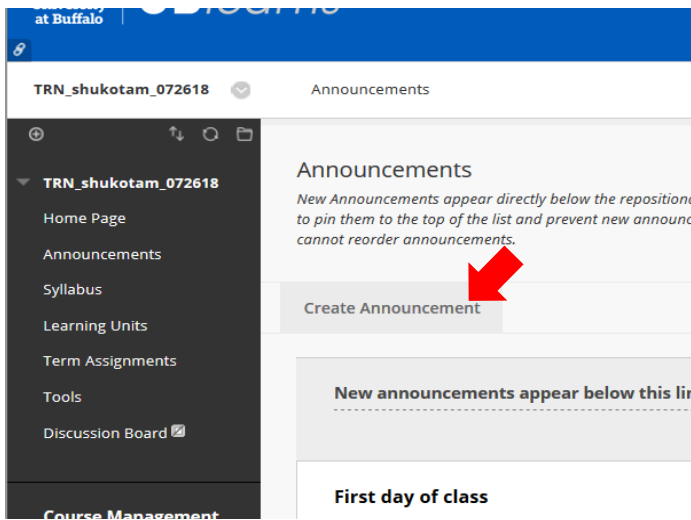 at Buffalo
TRN_shukotam_072618
Announcements
TRN_shukotam_072618
Home Page
Announcements
Syllabus
Learning Units
Term Assignments
Tools
Discussion Board
Course Management
Announcements
New Announcements appear directly below the reposition
to pin them to the top of the list and prevent new announc
cannot reorder announcements.
Create Announcement
New announcements appear below this lin
First day of class